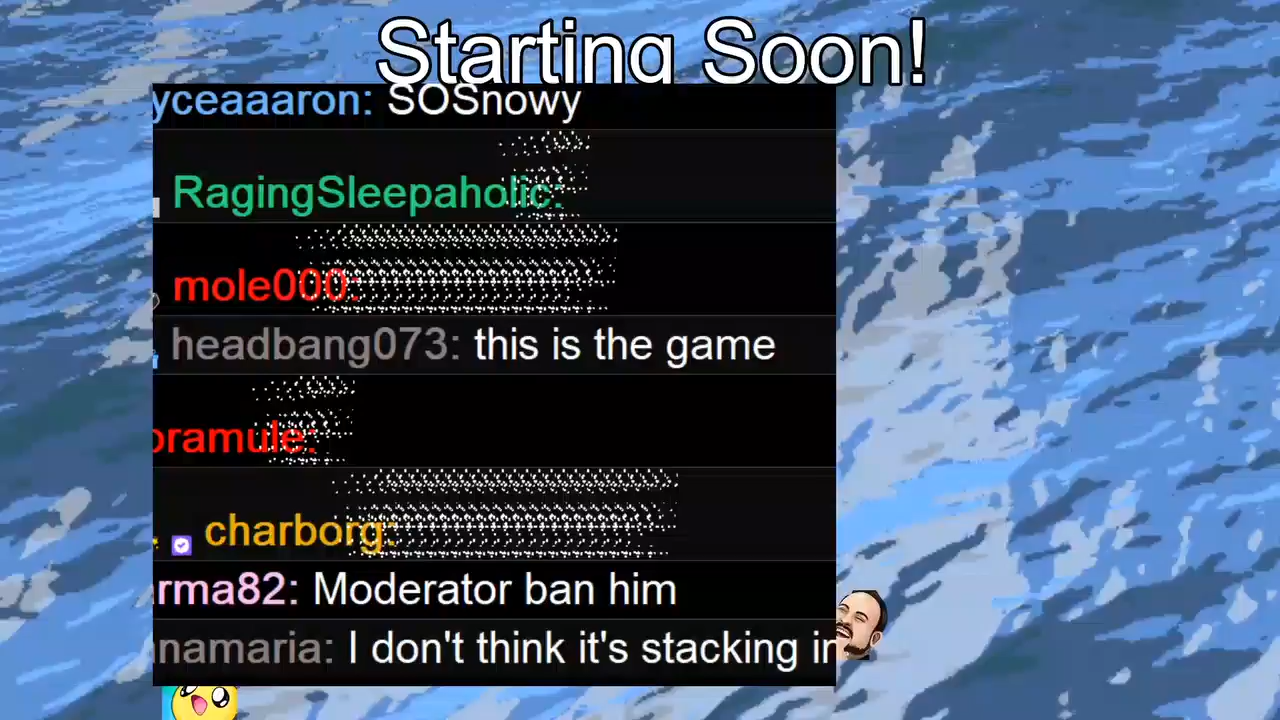 Starting Soon!
yceaaaron: SOSnowy
RagingSleepaholic:
mole000:
headbang073: this is the game
oramule:
charborg:
rma82: Moderator ban him
namaria: I don't think it's stacking in